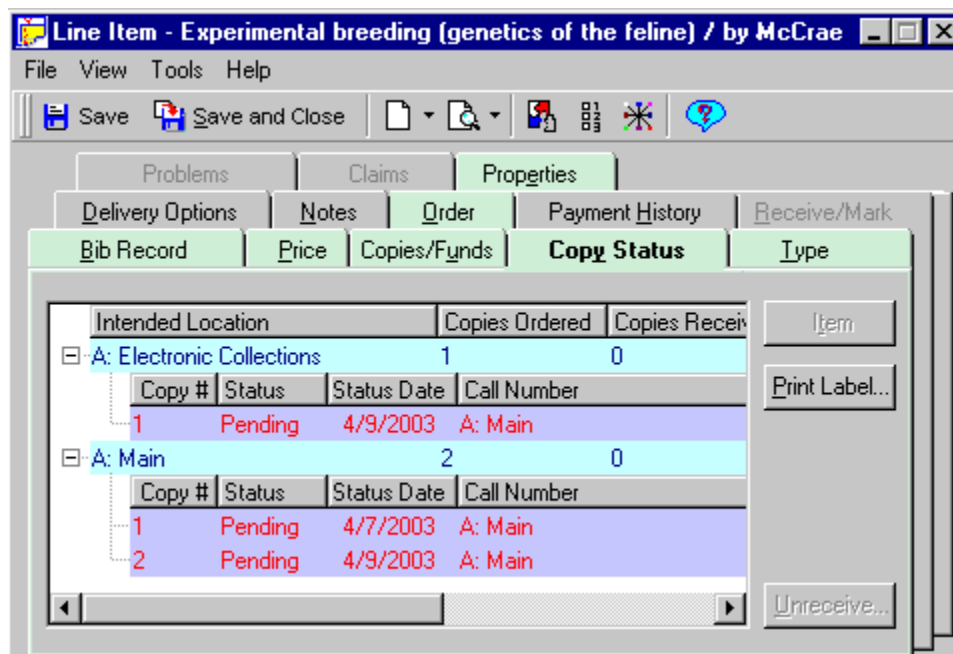 Line Item - Experimental breeding (genetics of the feline) / by McCrae
File View Tools Help
Save Save and Close
Problems Claims Properties
Delivery Options Notes Order Payment History Receive/Mark
Bib Record Price Copies/Funds Copy Status Type
Intended Location Copies Ordered Copies Receiv
Item
A: Electronic Collections 1 0
Copy # Status Status Date Call Number
Print Label...
1 Pending 4/9/2003 A: Main
A: Main 2 0
Copy # Status Status Date Call Number
1 Pending 4/7/2003 A: Main
2 Pending 4/9/2003 A: Main
Unreceive...